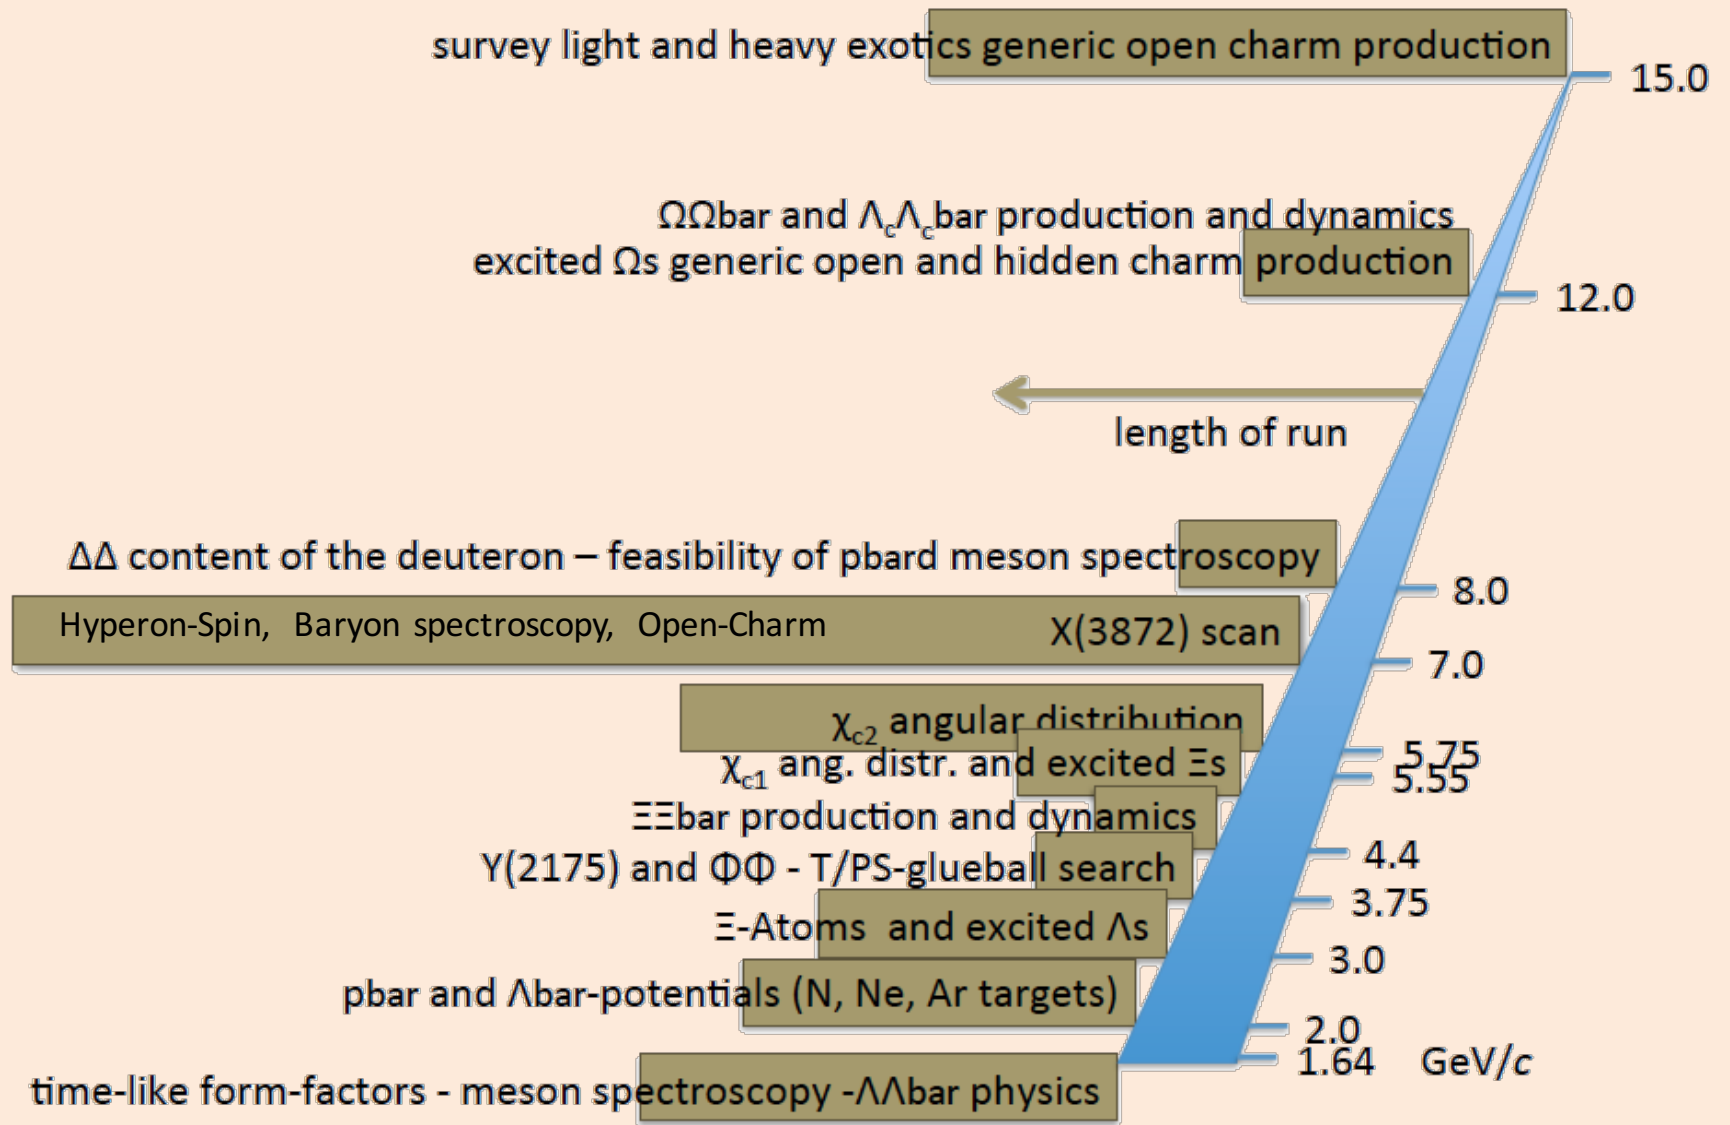 survey light and heavy exotics generic open charm production
15.0
ΩΩbar and ΛcΛcbar production and dynamics
excited Ωs generic open and hidden charm production
12.0
length of run
ΔΔ content of the deuteron – feasibility of pbard meson spectroscopy
8.0
Hyperon-Spin, Baryon spectroscopy, Open-Charm
X(3872) scan
7.0
χc2 angular distribution
5.75
χc1 ang. distr. and excited Ξs
5.55
ΞΞbar production and dynamics
4.4
Y(2175) and ΦΦ - T/PS-glueball search
3.75
Ξ-Atoms and excited Λs
3.0
pbar and Λbar-potentials (N, Ne, Ar targets)
2.0
1.64 GeV/c
time-like form-factors - meson spectroscopy -ΛΛbar physics